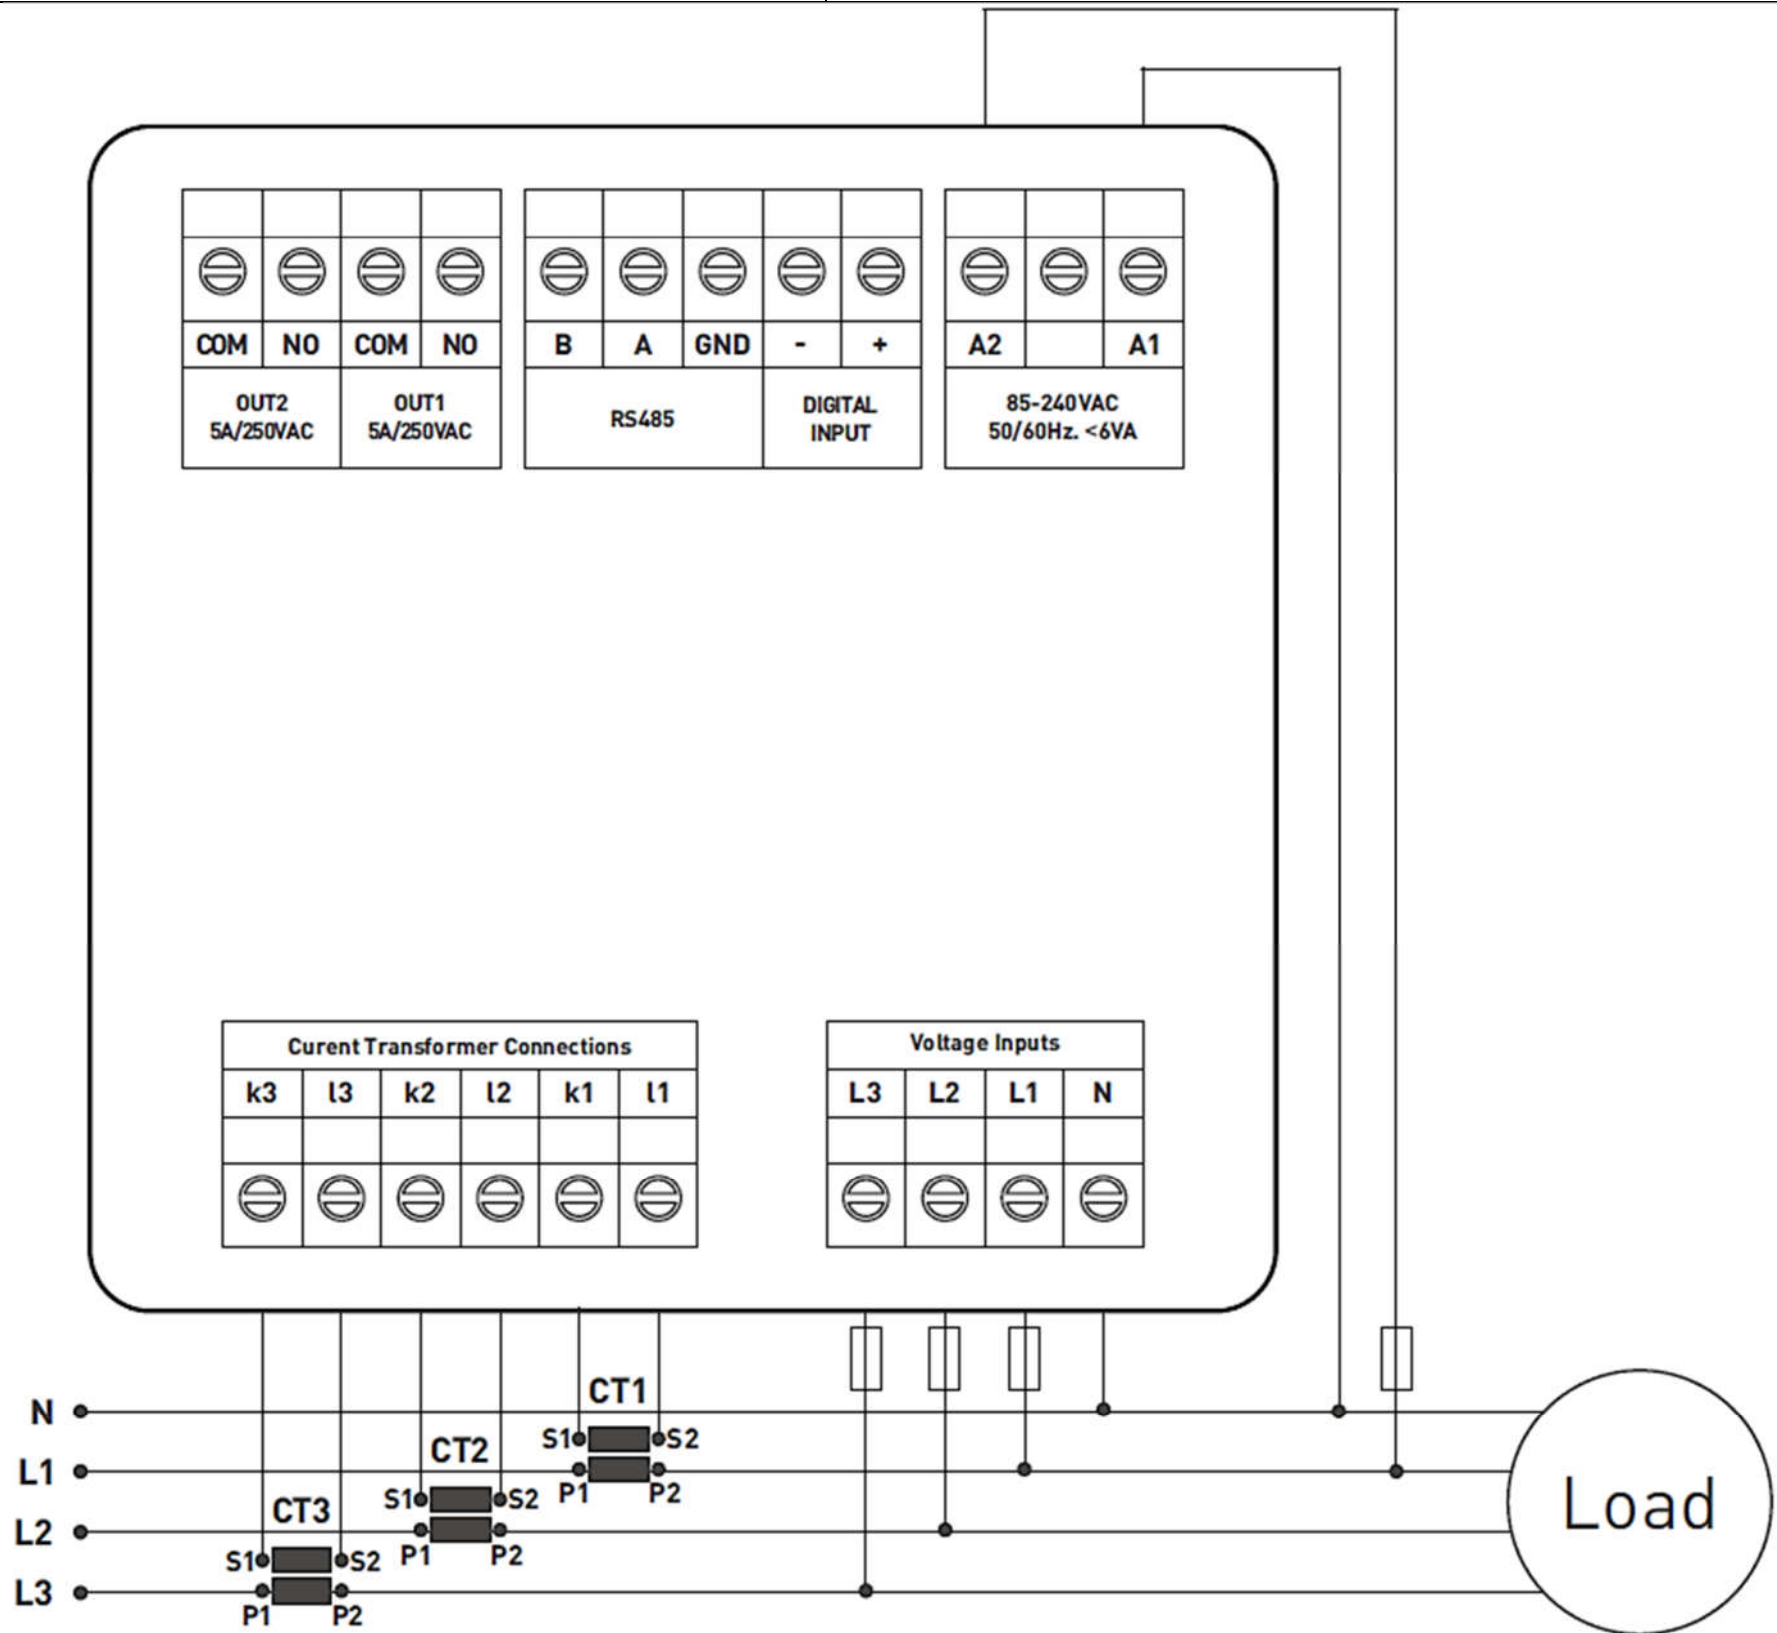 COM NO COM NO
OUT2
5A/250VAC
OUT1
5A/250VAC
B A GND - +
RS485
DIGITAL
INPUT
A2 A1
85-240VAC
50/60Hz. <6VA
Curent Transformer Connections
k3 l3 k2 l2 k1 l1
Voltage Inputs
L3 L2 L1 N
CT1
N
S1 S2
CT2
L1
P1 P2
S1 S2
CT3
L2
P1 P2
S1 S2
L3
P1 P2
Load